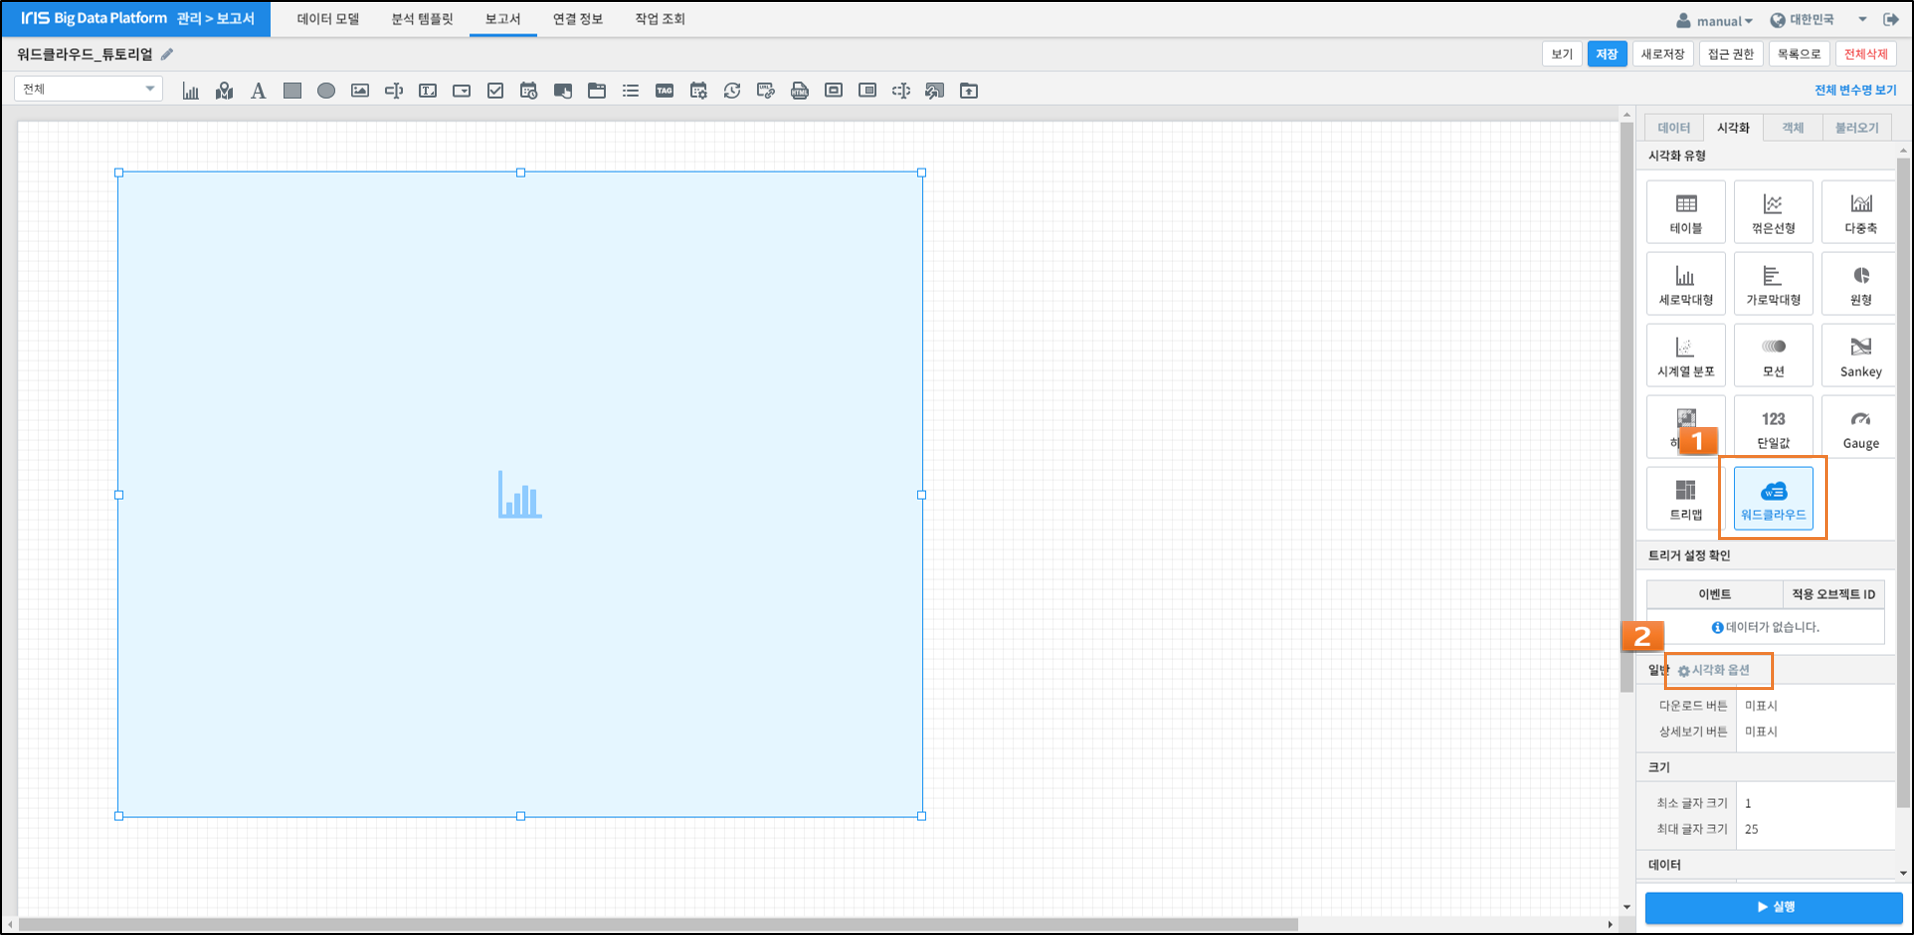 IRIS Big Data Platform 관리 > 보고서
데이터 모델 분석 템플릿 보고서 연결 정보 작업 조회
manual 대한민국
워드클라우드_튜토리얼
보기 저장 새로저장 접근 권한 목록으로 전체삭제
전체
TAG
HTML
전체 변수명 보기
데이터 시각화 객체 불러오기
시각화 유형
테이블 꺾은선형 다중축
세로막대형 가로막대형 원형
시계열 분포 모션 Sankey
123
히 단일값 Gauge
1
W
트리맵 워드클라우드
트리거 설정 확인
이벤트 적용 오브젝트 ID
데이터가 없습니다.
2
일반 시각화 옵션
다운로드 버튼 미표시
상세보기 버튼 미표시
크기
최소 글자 크기 1
최대 글자 크기 25
데이터
실행